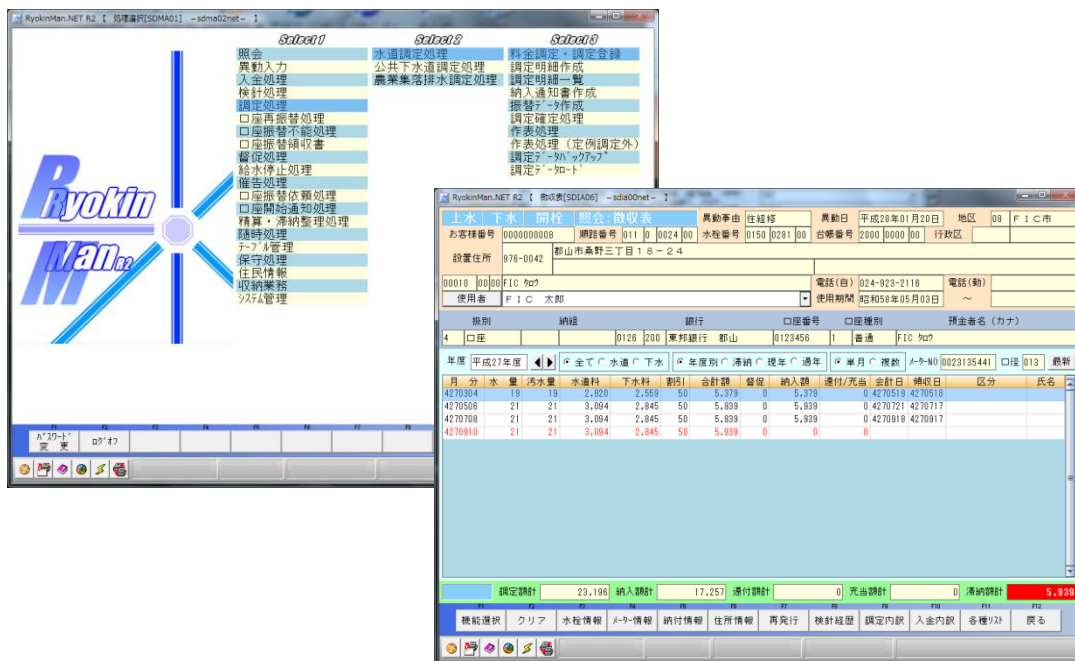 RyokinMan.NET R2 【 処理選択[SDMA01] －sdma02net－ 】
Select1 Select2 Select3
照会 水道調定処理 料金調定・調定登録
異動入力 公共下水道調定処理 調定明細作成
入金処理 農業集落排水調定処理 調定明細一覧
検針処理 納入通知書作成
調定処理 振替ﾃﾞｰﾀ作成
口座再振替処理 調定確定処理
口座振替不能処理 作表処理
口座振替領収書 作表処理（定例調定外）
督促処理 調定ﾃﾞｰﾀﾊﾞｯｸｱｯﾌﾟ
給水停止処理 調定ﾃﾞｰﾀﾛｰﾄﾞ
催告処理
口座振替依頼処理
口座開始通知処理
精算・滞納整理処理
随時処理
ﾃｰﾌﾞﾙ管理
保守処理
住民情報
収納業務
ｼｽﾃﾑ管理
Ryokin
Man R2
F1 F2 F3 F4 F5 F6 F7 F8
ﾊﾟｽﾜｰﾄﾞ変更 ﾛｸﾞｵﾌ
RyokinMan.NET R2 【 徴収表[SDIA06] －sdia00net－ 】
上水 下水 開栓 照会:徴収表 異動事由 住経修 異動日 平成28年01月20日 地区 08 ＦＩＣ市
お客様番号 0000000008 順路番号 011 0 0024 00 水栓番号 0150 0281 00 台帳番号 2000 0000 00 行政区
設置住所 976-0042 郡山市桑野三丁目１８－２４
00010 00 00 FIC ﾀﾛｳ 電話(自) 024-923-2116 電話(勤)
使用者 ＦＩＣ 太郎 使用期間 昭和58年05月03日 ～
扱別 納組 銀行 口座番号 口座種別 預金者名（カナ）
4 口座 0126 200 東邦銀行 郡山 0123456 1 普通 FIC ﾀﾛｳ
年度 平成27年度 全て 水道 下水 年度別 滞納 現年 過年 単月 複数 ﾒｰﾀｰNO 0023135441 口径 013 最新
月 分 水 量 汚水量 水道料 下水料 割引 合計額 督促 納入額 還付/充当 会計日 領収日 区分 氏名
4270304 19 19 2,820 2,559 50 5,379 0 5,379 0 4270519 4270518
4270506 21 21 3,094 2,845 50 5,939 0 5,939 0 4270721 4270717
4270708 21 21 3,094 2,845 50 5,939 0 5,939 0 4270918 4270917
4270910 21 21 3,094 2,845 50 5,939 0 0 0
調定額計 23,196 納入額計 17,257 還付額計 0 充当額計 0 滞納額計 5,939
F1 F2 F3 F4 F5 F6 F7 F8 F9 F10 F11 F12
機能選択 クリア 水栓情報 ﾒｰﾀｰ情報 納付情報 住所情報 再発行 検針経歴 調定内訳 入金内訳 各種ﾘｽﾄ 戻る